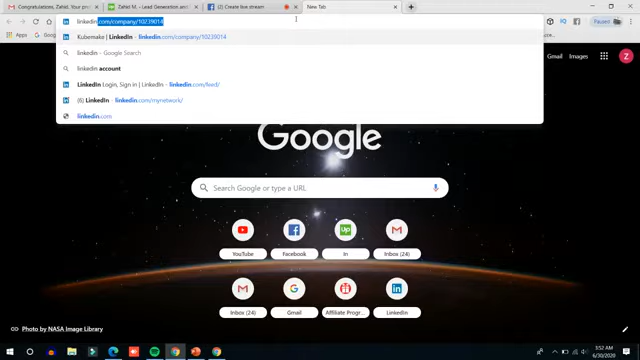 Congratulations, Zahid, Your pr
Zahid M. - Lead Generation and
(2) Create live stream
New Tab
linkedin.com/company/10239014
Paused
Kubemake | LinkedIn - linkedin.com/company/10239014
linkedin - Google Search
linkedin account
LinkedIn Login, Sign in | LinkedIn - linkedin.com/feed/
(6) LinkedIn - linkedin.com/mynetwork/
linkedin.com
Gmail Images
Z
Google
Search Google or type a URL
YouTube Facebook In Inbox (24)
Inbox (24) Gmail Affiliate Progr... LinkedIn
Photo by NASA Image Library
3:52 AM
6/30/2020